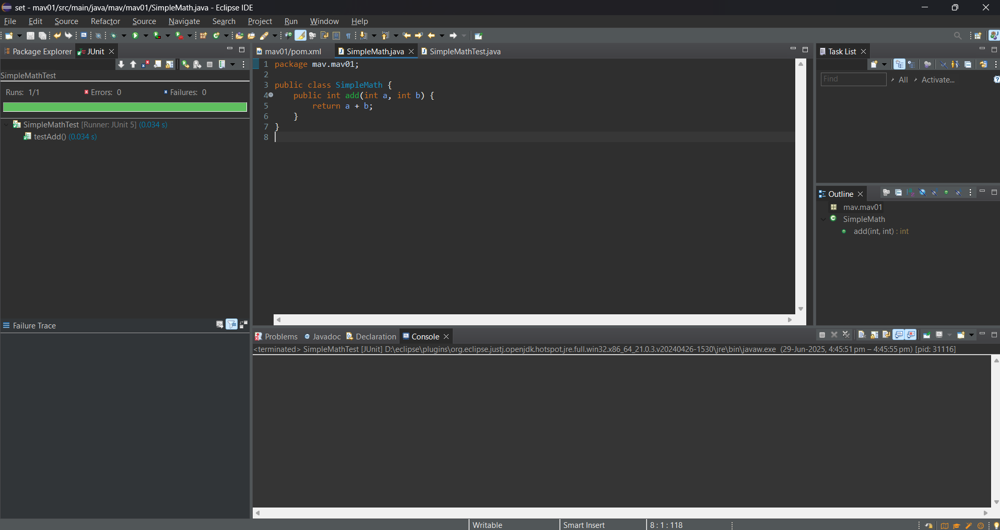 set - mav01/src/main/java/mav/mav01/SimpleMath.java - Eclipse IDE
File Edit Source Refactor Source Navigate Search Project Run Window Help
Package Explorer JUnit
SimpleMathTest
Runs: 1/1 Errors: 0 Failures: 0
SimpleMathTest [Runner: JUnit 5] (0.034 s)
testAdd() (0.034 s)
Failure Trace
mav01/pom.xml SimpleMath.java SimpleMathTest.java
1 package mav.mav01;
2
3 public class SimpleMath {
4 public int add(int a, int b) {
5 return a + b;
6 }
7 }
8
Task List
Find All Activate...
Outline
mav.mav01
SimpleMath
add(int, int) : int
Problems Javadoc Declaration Console
<terminated> SimpleMathTest [JUnit] D:\eclipse\plugins\org.eclipse.justj.openjdk.hotspot.jre.full.win32.x86_64_21.0.3.v20240426-1530\jre\bin\javaw.exe (29-Jun-2025, 4:45:51 pm – 4:45:55 pm) [pid: 31116]
Writable Smart Insert 8 : 1 : 118